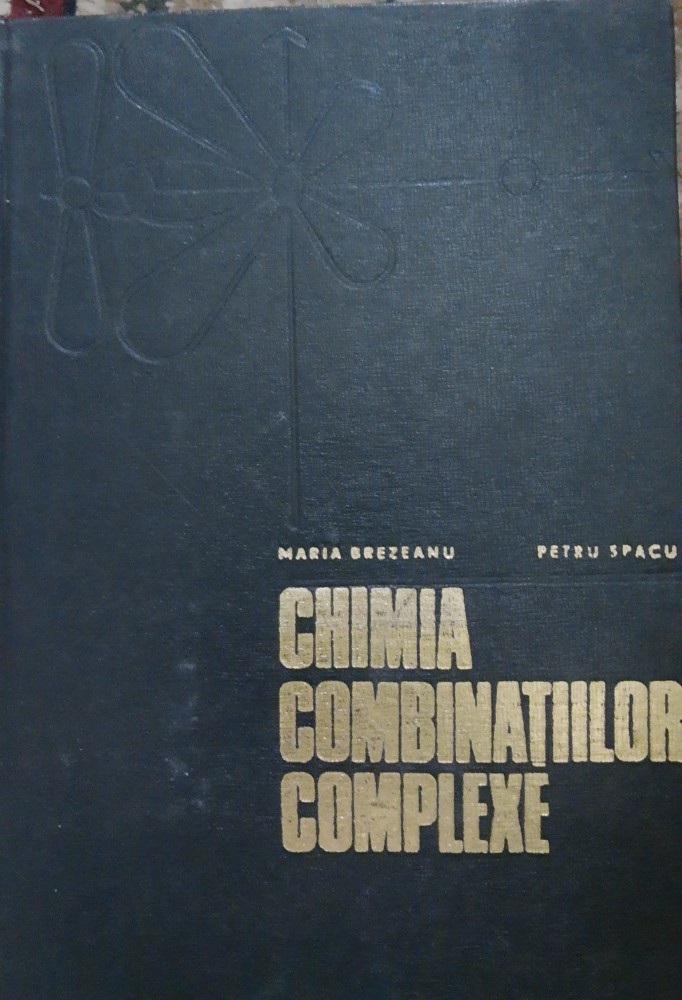 MARIA BREZEANU PETRU SPACU
CHIMIA
COMBINAȚIILOR
COMPLEXE